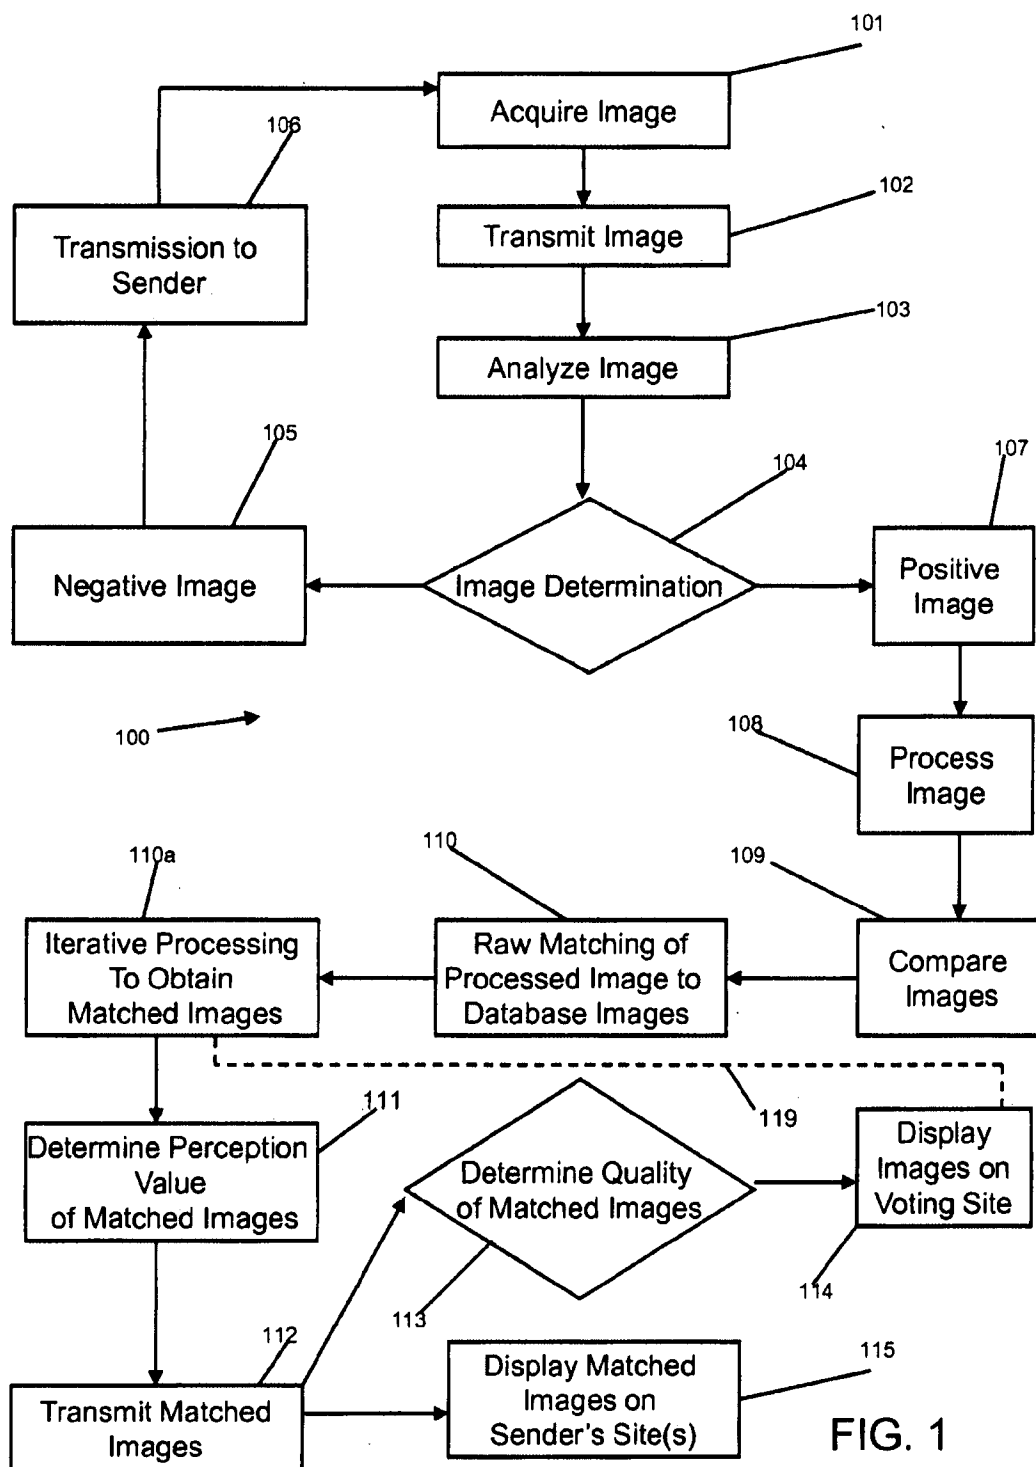 101
Acquire Image
106
102
Transmit Image
Transmission to
Sender
103
Analyze Image
105
104
107
Negative Image
Image Determination
Positive
Image
100
108
Process
Image
110a
110
109
Iterative Processing
To Obtain
Matched Images
Raw Matching of
Processed Image to
Database Images
Compare
Images
111
119
Determine Perception
Value
of Matched Images
Determine Quality
of Matched Images
Display
Images on
Voting Site
113
114
112
115
Transmit Matched
Images
Display Matched
Images on
Sender's Site(s)
FIG. 1